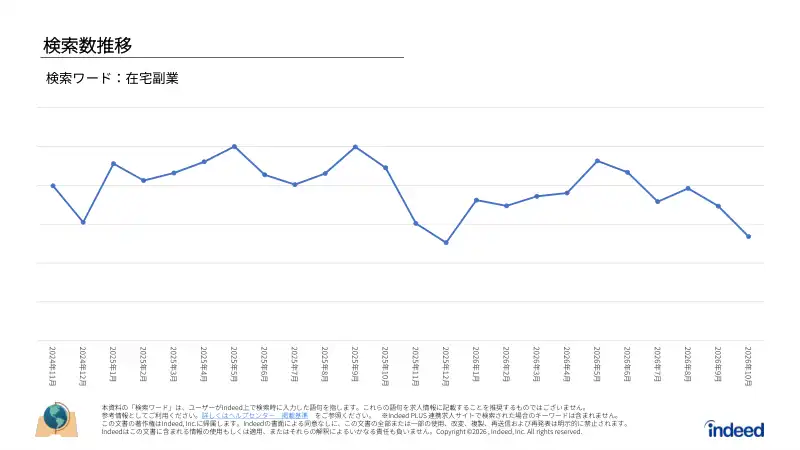 検索数推移
検索ワード：在宅副業
2024年11月
2024年12月
2025年1月
2025年2月
2025年3月
2025年4月
2025年5月
2025年6月
2025年7月
2025年8月
2025年9月
2025年10月
2025年11月
2025年12月
2026年1月
2026年2月
2026年3月
2026年4月
2026年5月
2026年6月
2026年7月
2026年8月
2026年9月
2026年10月
本資料の「検索ワード」は、ユーザーがIndeed上で検索時に入力した語句を指します。これらの語句を求人情報に記載することを推奨するものではございません。
参考情報としてご利用ください。詳しくはヘルプセンター　掲載基準　をご参照ください。　※Indeed PLUS 連携求人サイトで検索された場合のキーワードは含まれません。
この文書の著作権はIndeed, Inc.に帰属します。Indeedの書面による同意なしに、この文書の全部または一部の使用、改変、複製、再送信および再発表は明示的に禁止されます。
Indeedはこの文書に含まれる情報の使用もしくは適用、またはそれらの解釈によるいかなる責任も負いません。Copyright ©2026 , Indeed, Inc. All rights reserved.
indeed